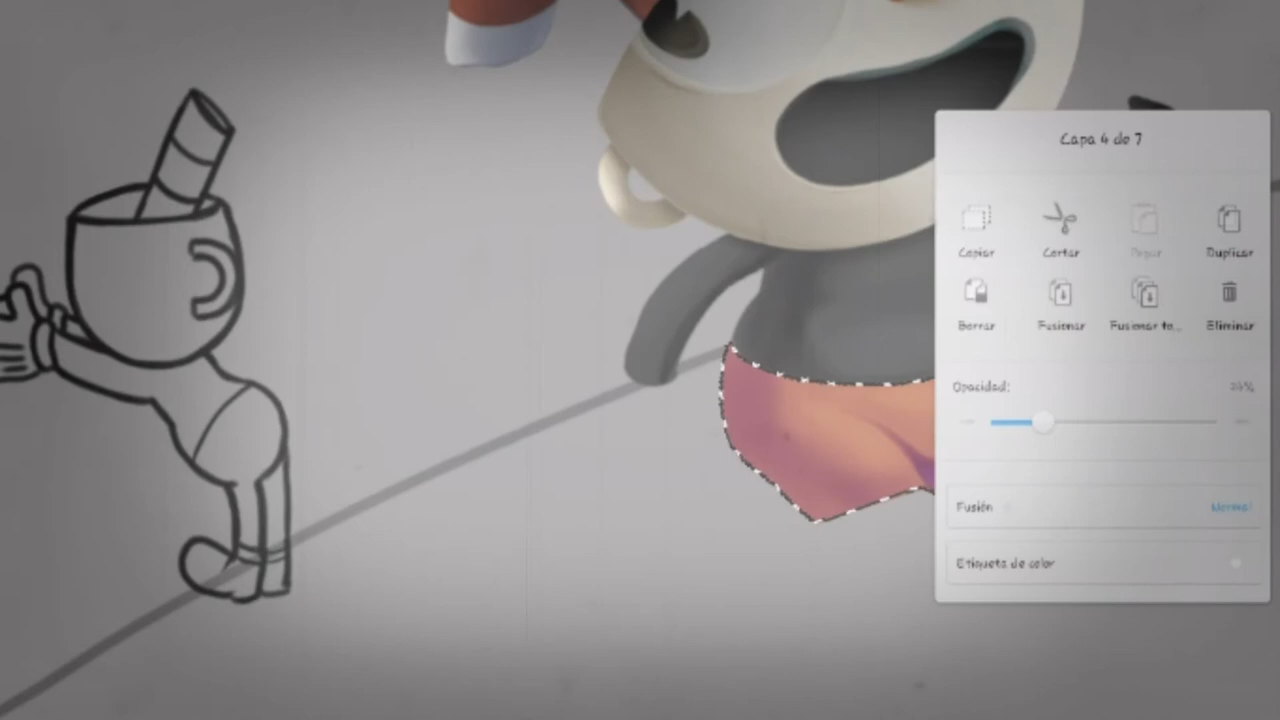 Capa 4 de 7
Copiar Cortar Pegar Duplicar
Borrar Fusionar Fusionar to... Eliminar
Opacidad:
Fusión Normal
Etiqueta de color